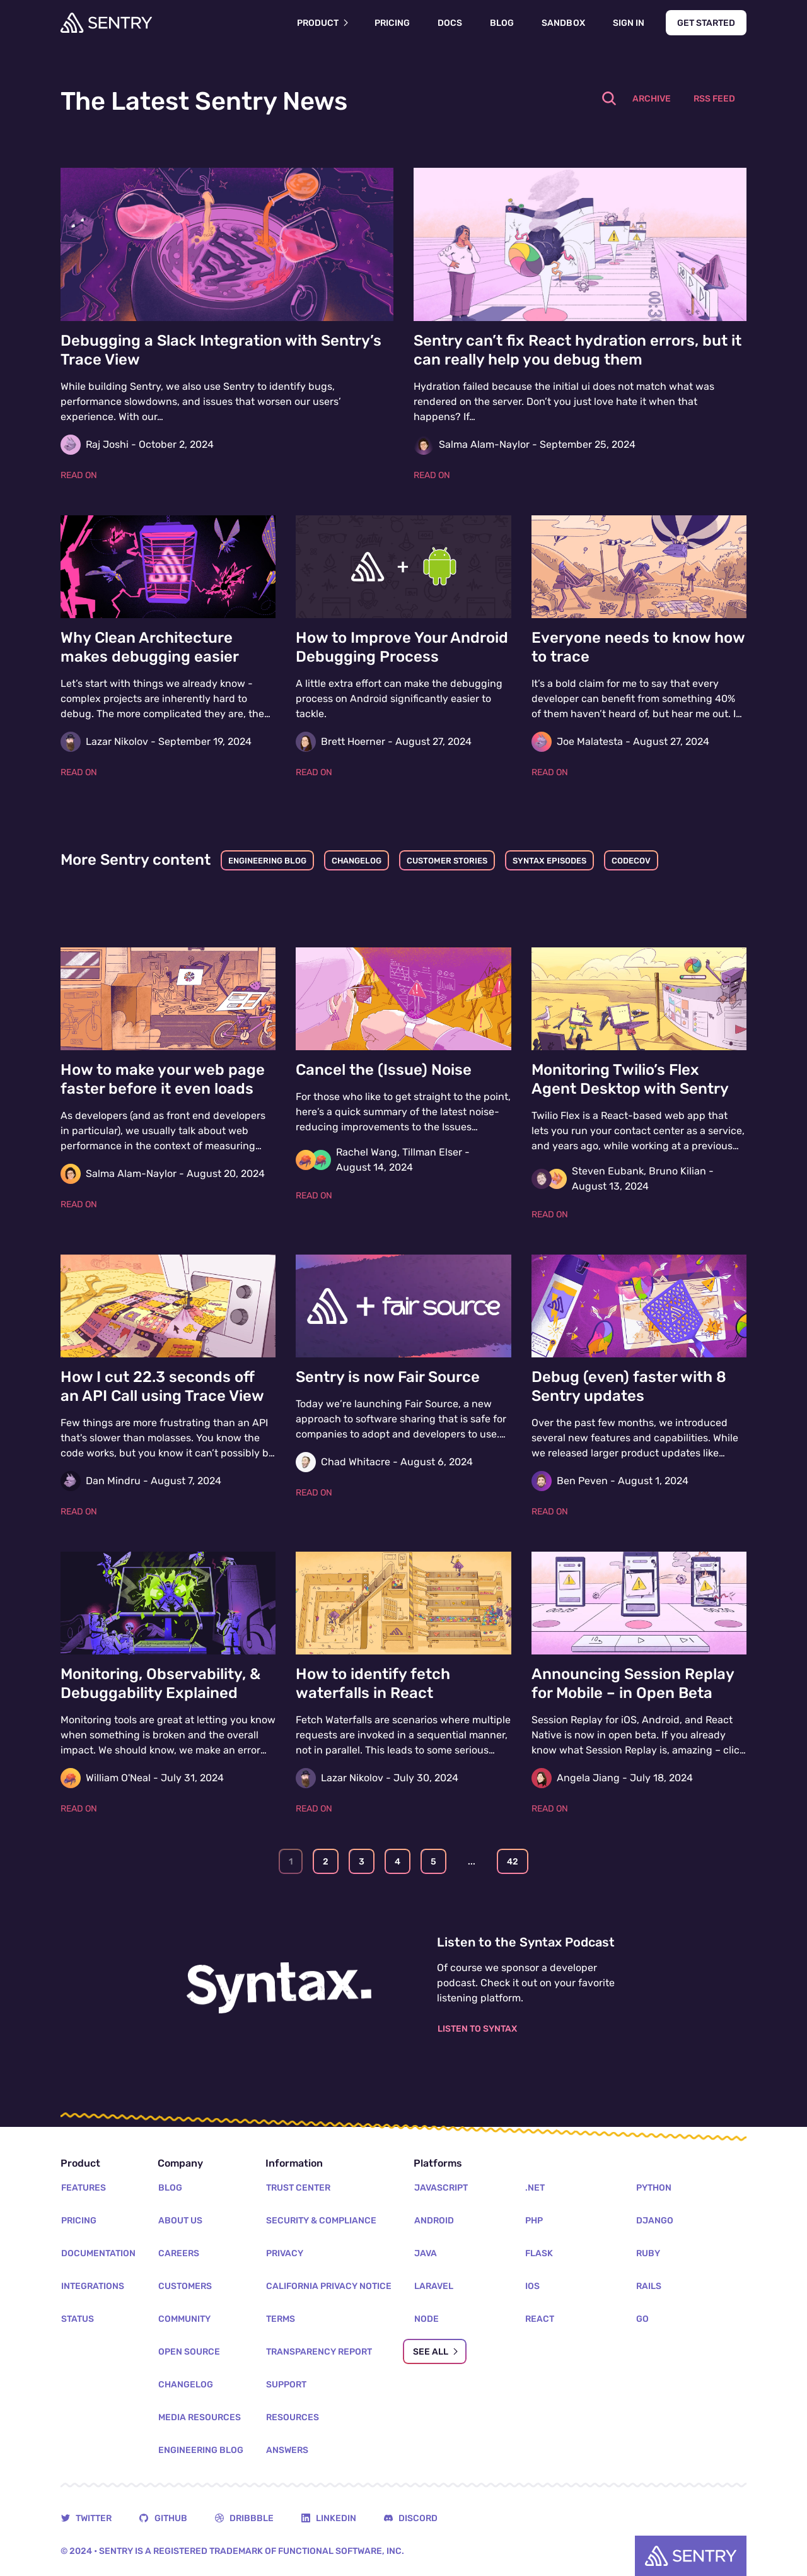 SENTRY
PRODUCT
PRICING
DOCS
BLOG
SANDBOX
SIGN IN
GET STARTED
The Latest Sentry News
ARCHIVE
RSS FEED
Debugging a Slack Integration with Sentry’s
Trace View
While building Sentry, we also use Sentry to identify bugs,
performance slowdowns, and issues that worsen our users’
experience. With our…
Raj Joshi - October 2, 2024
READ ON
Sentry can’t fix React hydration errors, but it
can really help you debug them
Hydration failed because the initial ui does not match what was
rendered on the server. Don’t you just love hate it when that
happens? If…
Salma Alam-Naylor - September 25, 2024
READ ON
Why Clean Architecture
makes debugging easier
Let’s start with things we already know -
complex projects are inherently hard to
debug. The more complicated they are, the…
Lazar Nikolov - September 19, 2024
READ ON
+
How to Improve Your Android
Debugging Process
A little extra effort can make the debugging
process on Android significantly easier to
tackle.
Brett Hoerner - August 27, 2024
READ ON
Everyone needs to know how
to trace
It’s a bold claim for me to say that every
developer can benefit from something 40%
of them haven’t heard of, but hear me out. I…
Joe Malatesta - August 27, 2024
READ ON
More Sentry content
ENGINEERING BLOG
CHANGELOG
CUSTOMER STORIES
SYNTAX EPISODES
CODECOV
How to make your web page
faster before it even loads
As developers (and as front end developers
in particular), we usually talk about web
performance in the context of measuring…
Salma Alam-Naylor - August 20, 2024
READ ON
Cancel the (Issue) Noise
For those who like to get straight to the point,
here’s a quick summary of the latest noise-
reducing improvements to the Issues…
Rachel Wang, Tillman Elser -
August 14, 2024
READ ON
Monitoring Twilio’s Flex
Agent Desktop with Sentry
Twilio Flex is a React-based web app that
lets you run your contact center as a service,
and years ago, while working at a previous…
Steven Eubank, Bruno Kilian -
August 13, 2024
READ ON
How I cut 22.3 seconds off
an API Call using Trace View
Few things are more frustrating than an API
that’s slower than molasses. You know the
code works, but you know it can’t possibly b…
Dan Mindru - August 7, 2024
READ ON
+ fair source
Sentry is now Fair Source
Today we’re launching Fair Source, a new
approach to software sharing that is safe for
companies to adopt and developers to use.…
Chad Whitacre - August 6, 2024
READ ON
Debug (even) faster with 8
Sentry updates
Over the past few months, we introduced
several new features and capabilities. While
we released larger product updates like…
Ben Peven - August 1, 2024
READ ON
Monitoring, Observability, &
Debuggability Explained
Monitoring tools are great at letting you know
when something is broken and the overall
impact. We should know, we make an error…
William O'Neal - July 31, 2024
READ ON
How to identify fetch
waterfalls in React
Fetch Waterfalls are scenarios where multiple
requests are invoked in a sequential manner,
not in parallel. This leads to some serious…
Lazar Nikolov - July 30, 2024
READ ON
Announcing Session Replay
for Mobile – in Open Beta
Session Replay for iOS, Android, and React
Native is now in open beta. If you already
know what Session Replay is, amazing – clic…
Angela Jiang - July 18, 2024
READ ON
1
2
3
4
5
...
42
Syntax.
Listen to the Syntax Podcast
Of course we sponsor a developer
podcast. Check it out on your favorite
listening platform.
LISTEN TO SYNTAX
Product
FEATURES
PRICING
DOCUMENTATION
INTEGRATIONS
STATUS
Company
BLOG
ABOUT US
CAREERS
CUSTOMERS
COMMUNITY
OPEN SOURCE
CHANGELOG
MEDIA RESOURCES
ENGINEERING BLOG
Information
TRUST CENTER
SECURITY & COMPLIANCE
PRIVACY
CALIFORNIA PRIVACY NOTICE
TERMS
TRANSPARENCY REPORT
SUPPORT
RESOURCES
ANSWERS
Platforms
JAVASCRIPT
ANDROID
JAVA
LARAVEL
NODE
SEE ALL
.NET
PHP
FLASK
IOS
REACT
PYTHON
DJANGO
RUBY
RAILS
GO
TWITTER
GITHUB
DRIBBBLE
LINKEDIN
DISCORD
© 2024 • SENTRY IS A REGISTERED TRADEMARK OF FUNCTIONAL SOFTWARE, INC.
SENTRY